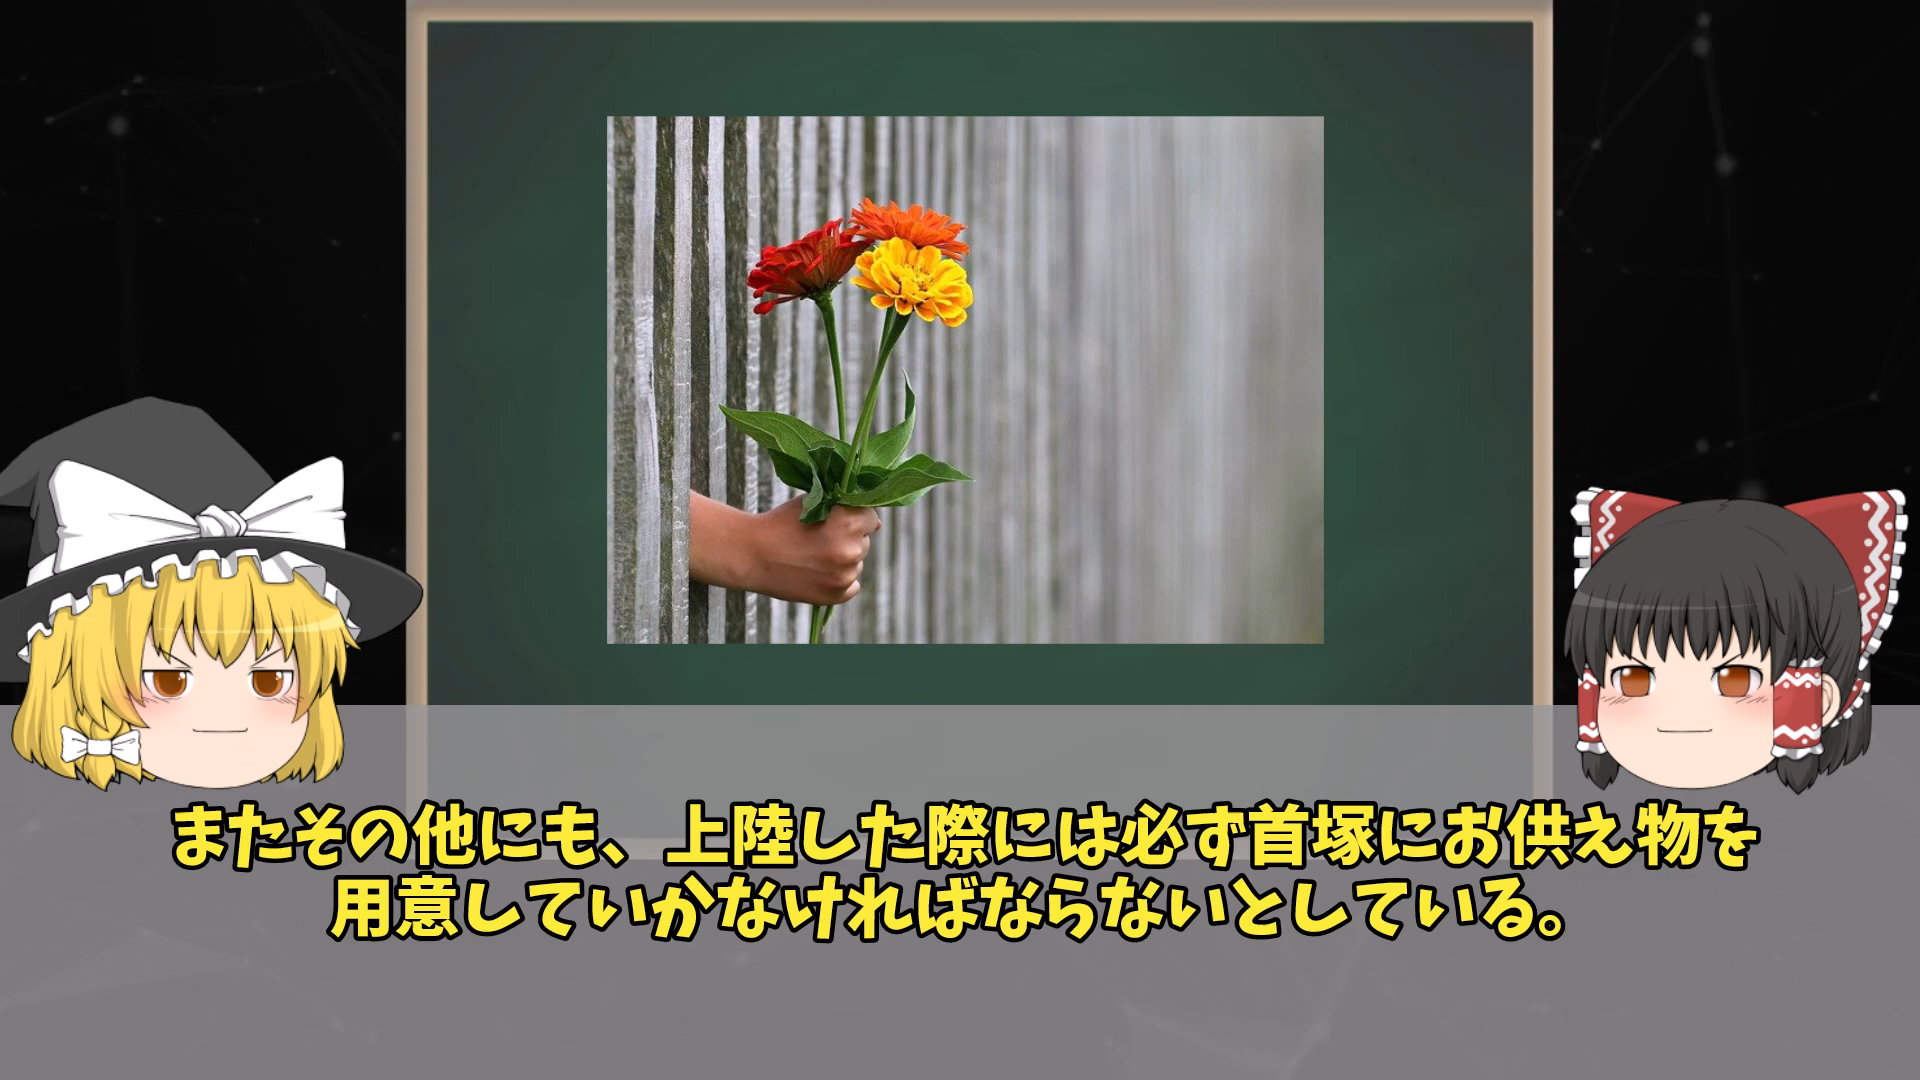 またその他にも、上陸した際には必ず首塚にお供え物を
用意していかなければならないとしている。